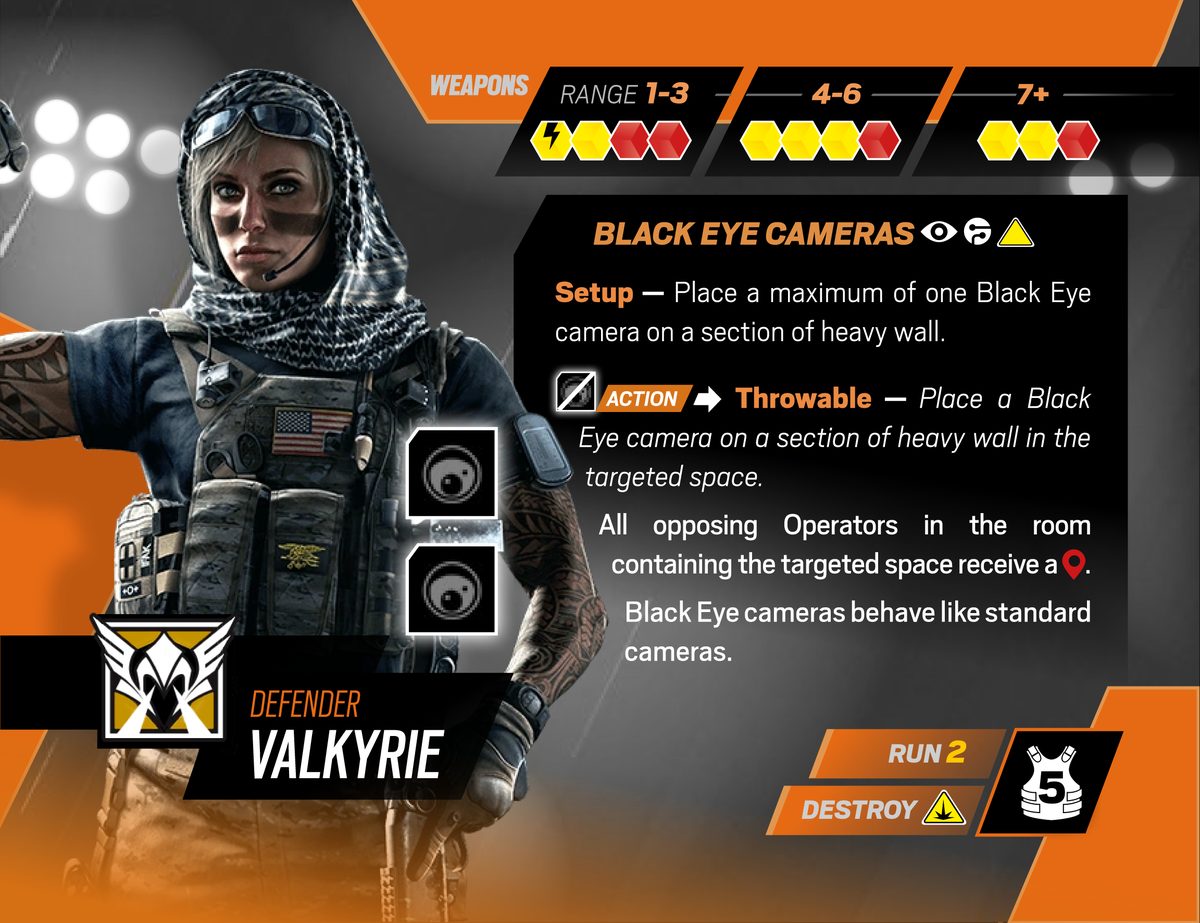 WEAPONS RANGE 1-3 4-6 7+
BLACK EYE CAMERAS
Setup — Place a maximum of one Black Eye
camera on a section of heavy wall.
ACTION Throwable — Place a Black
Eye camera on a section of heavy wall in the
targeted space.
All opposing Operators in the room
containing the targeted space receive a .
Black Eye cameras behave like standard
cameras.
IFAK
+O+
DEFENDER
VALKYRIE
RUN 2
DESTROY
5